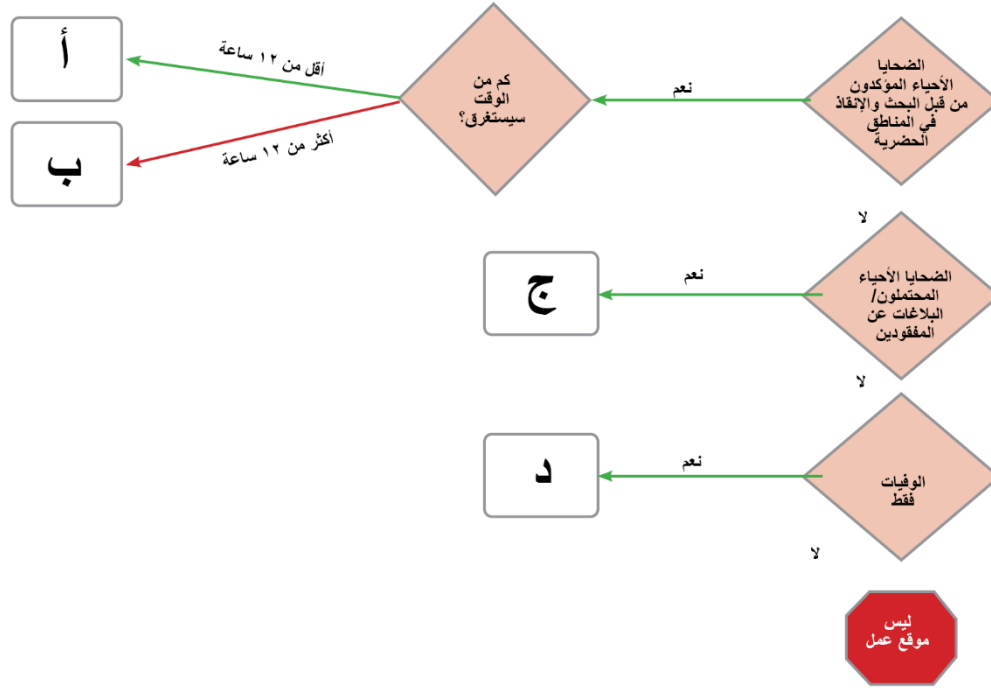 الضحايا
الأحياء المؤكدون
من قبل البحث والإنقاذ
في المناطق
الحضرية
نعم
كم من
الوقت
سيستغرق؟
أقل من ١٢ ساعة
أ
أكثر من ١٢ ساعة
ب
لا
الضحايا الأحياء
المحتملون/
البلاغات عن
المفقودين
نعم
ج
لا
الوفيات
فقط
نعم
د
لا
ليس
موقع عمل